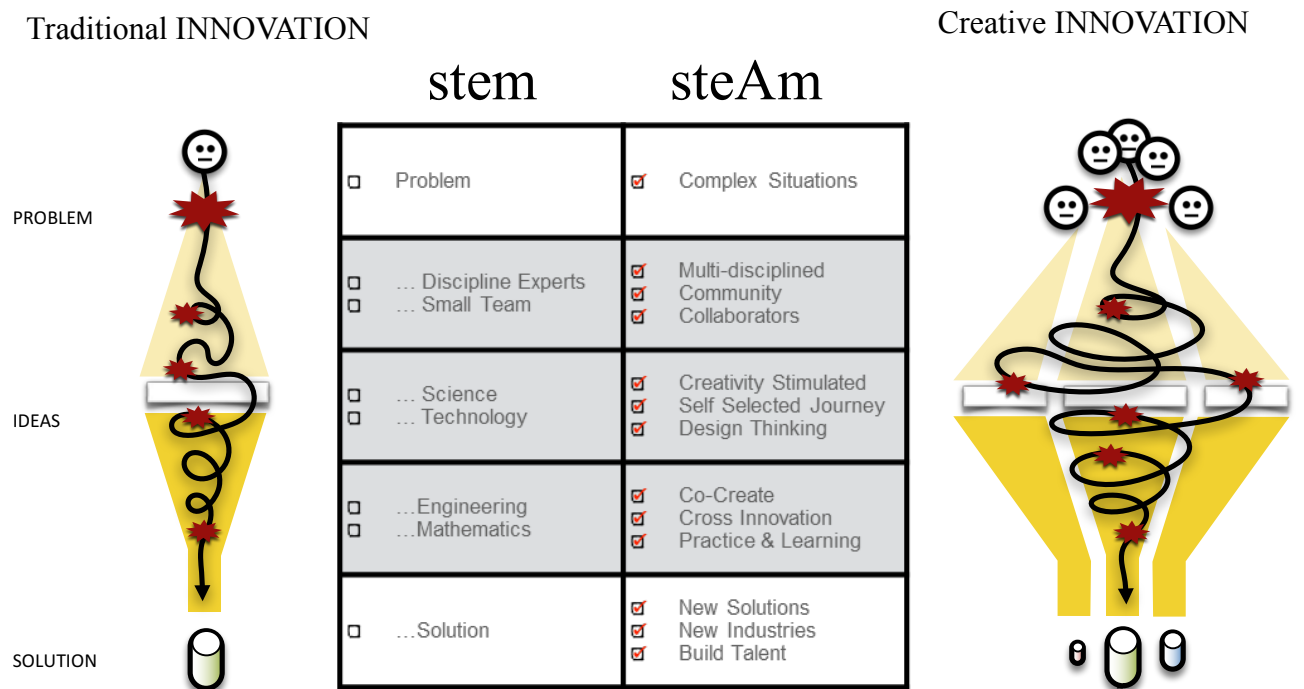 Traditional INNOVATION
Creative INNOVATION
stem
steAm
PROBLEM
Problem
Complex Situations
… Discipline Experts
… Small Team
Multi-disciplined
Community
Collaborators
IDEAS
… Science
… Technology
Creativity Stimulated
Self Selected Journey
Design Thinking
…Engineering
…Mathematics
Co-Create
Cross Innovation
Practice & Learning
SOLUTION
…Solution
New Solutions
New Industries
Build Talent